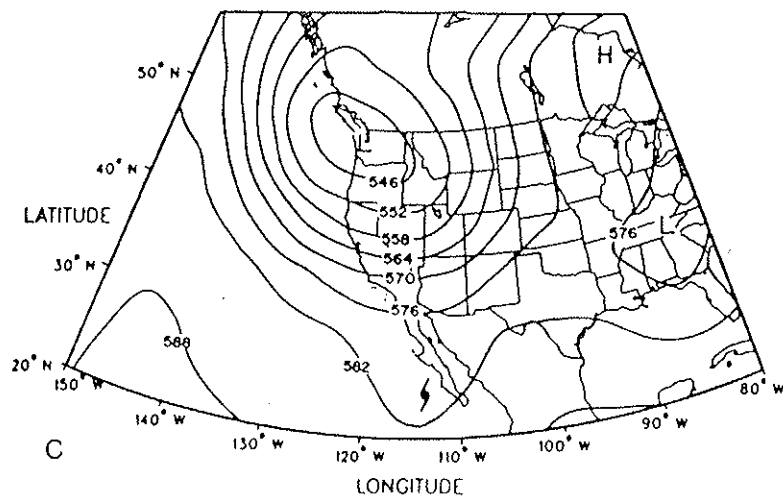 50° N
H
40° N
546
LATITUDE
552
558
576
L
564
30° N
570
576
588
582
20° N
150° W
80° W
140° W
90° W
130° W
100° W
120° W
110° W
C
LONGITUDE